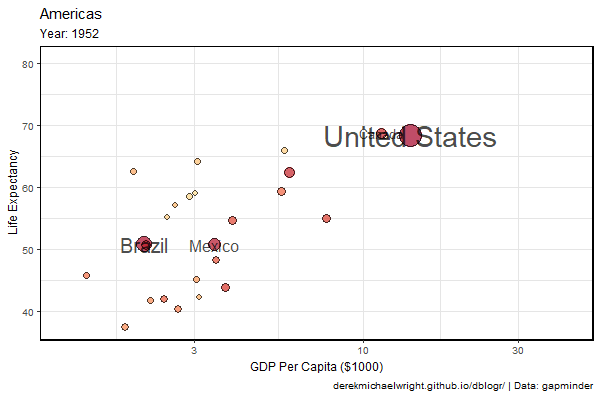 Americas
Year: 1952
80
70
60
50
40
United States
Canada
Brazil
Mexico
3
10
30
GDP Per Capita ($1000)
Life Expectancy
derekmichaelwright.github.io/dblogr/ | Data: gapminder